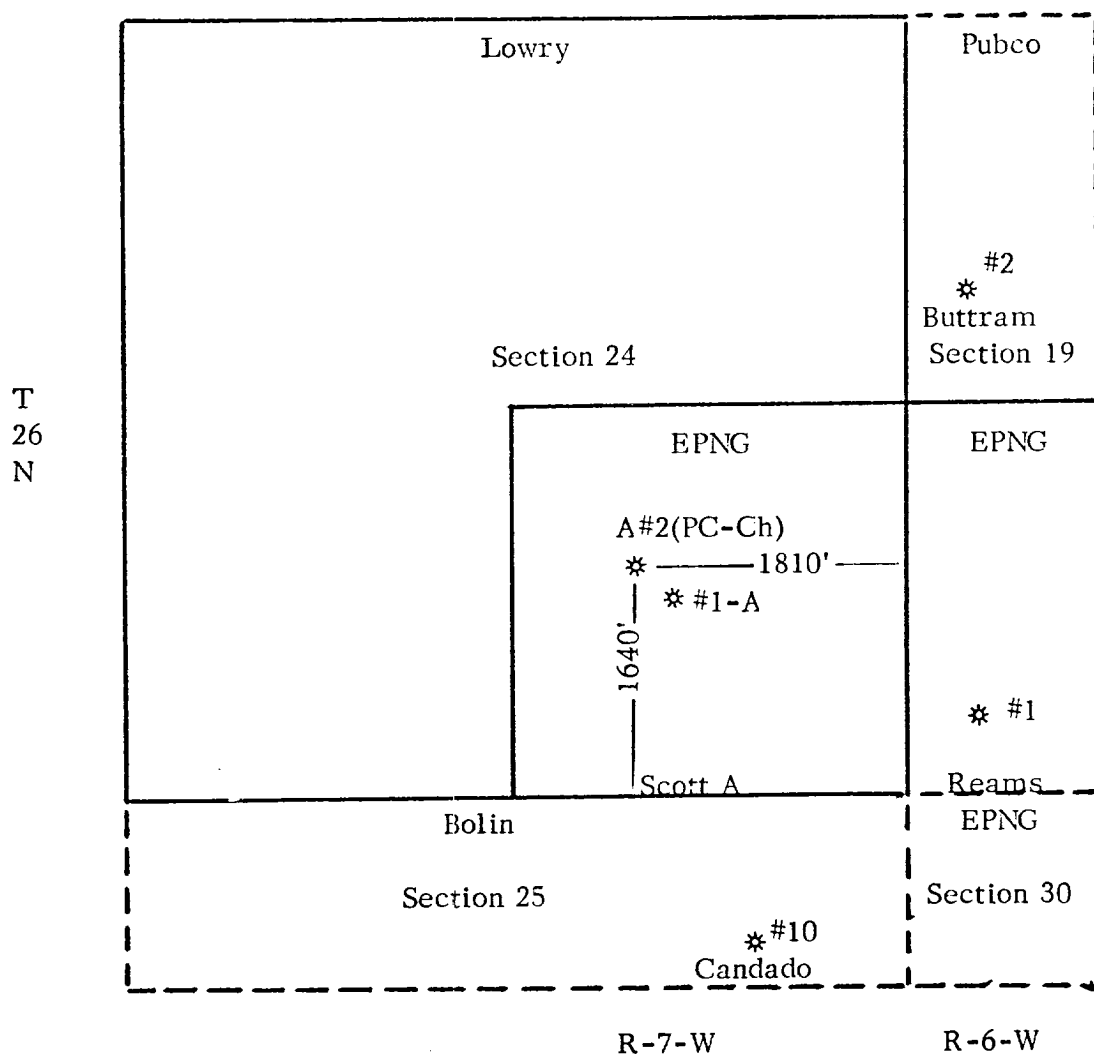 Lowry
Pubco
#2
Buttram
Section 24
Section 19
T
26
N
EPNG
EPNG
A#2(PC-Ch)
1810'
#1-A
1640'
#1
Scott A
Reams
Bolin
EPNG
Section 25
Section 30
#10
Candado
R-7-W
R-6-W